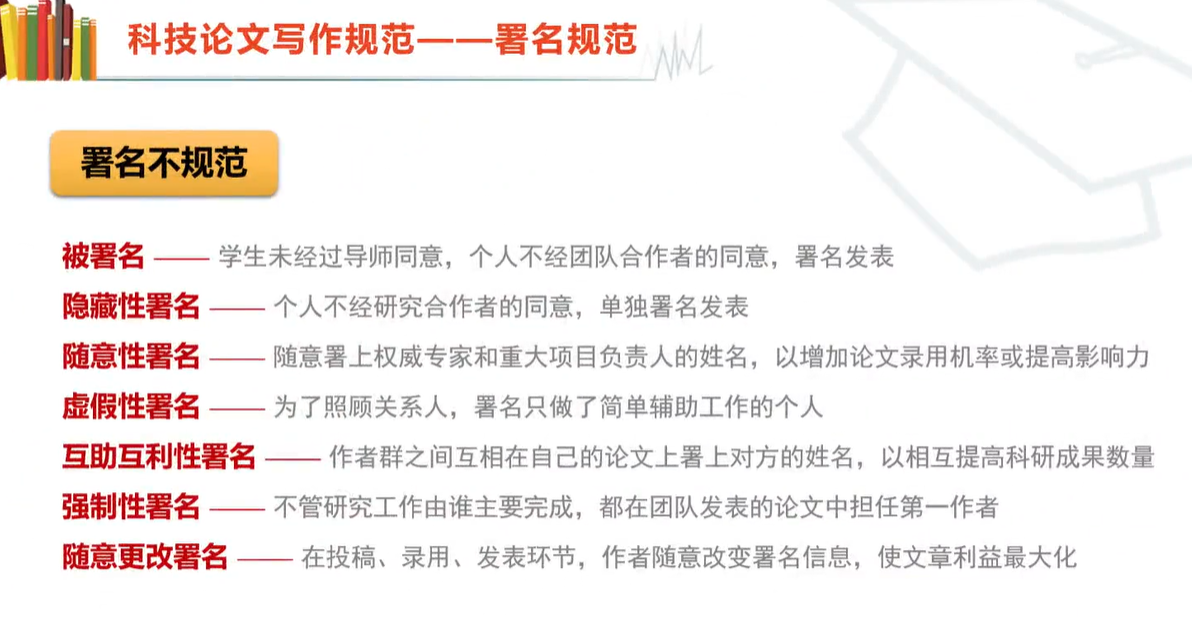 科技论文写作规范——署名规范
署名不规范
被署名 —— 学生未经过导师同意，个人不经团队合作者的同意，署名发表
隐藏性署名 —— 个人不经研究合作者的同意，单独署名发表
随意性署名 —— 随意署上权威专家和重大项目负责人的姓名，以增加论文录用机率或提高影响力
虚假性署名 —— 为了照顾关系人，署名只做了简单辅助工作的个人
互助互利性署名 —— 作者群之间互相在自己的论文上署上对方的姓名，以相互提高科研成果数量
强制性署名 —— 不管研究工作由谁主要完成，都在团队发表的论文中担任第一作者
随意更改署名 —— 在投稿、录用、发表环节，作者随意改变署名信息，使文章利益最大化